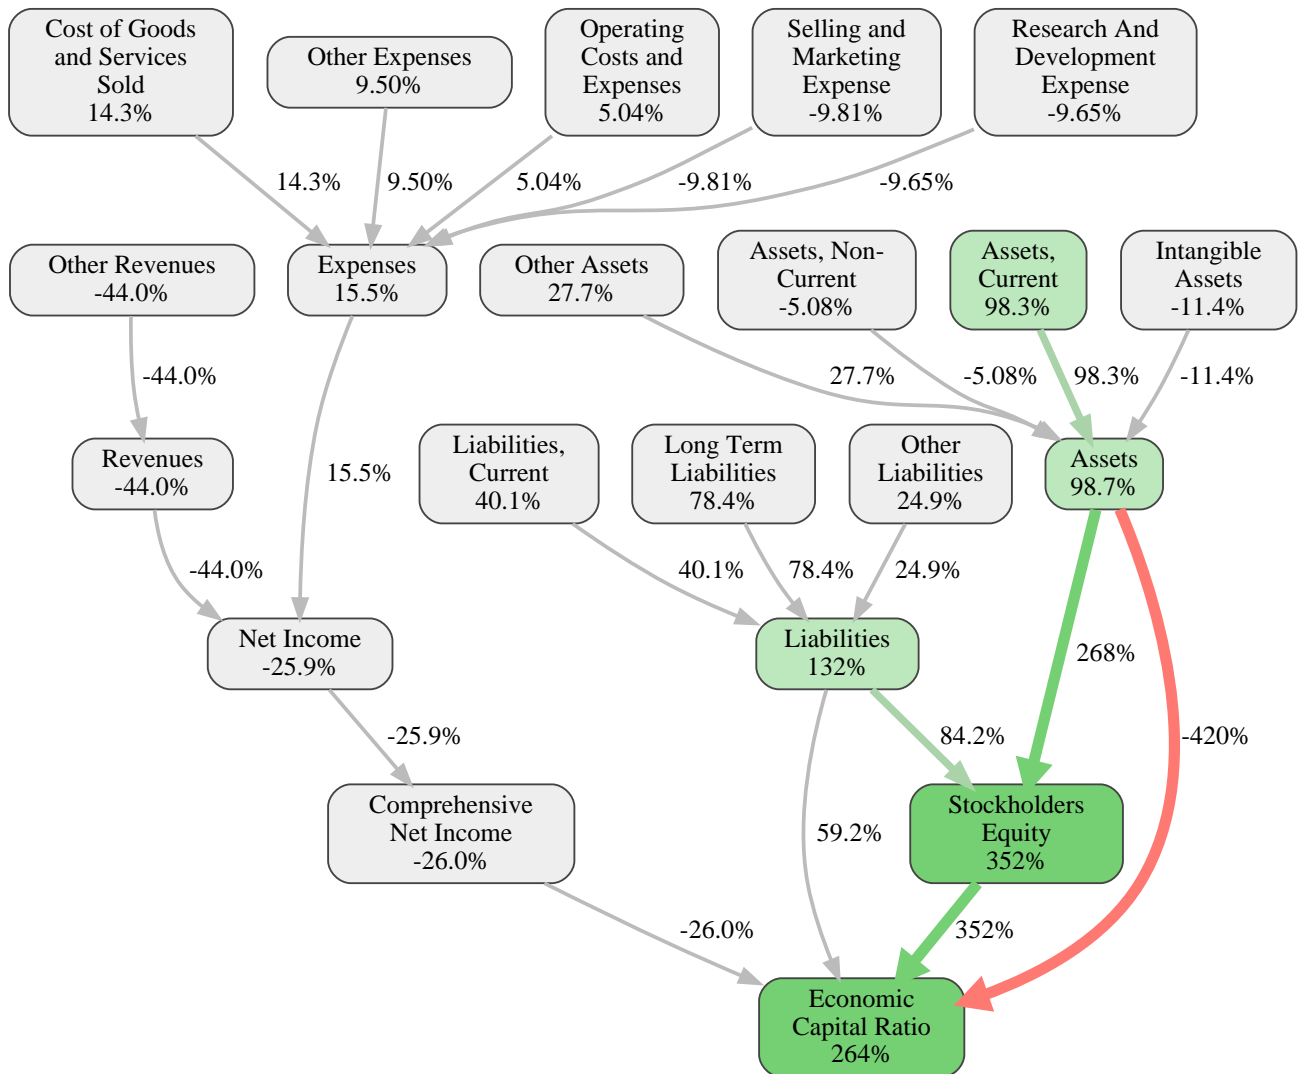 Cost of Goods
and Services
Sold
14.3%
Other Expenses
9.50%
Operating
Costs and
Expenses
5.04%
Selling and
Marketing
Expense
-9.81%
Research And
Development
Expense
-9.65%
14.3%
9.50%
5.04%
-9.81%
-9.65%
Other Revenues
-44.0%
Expenses
15.5%
Other Assets
27.7%
Assets, Non-
Current
-5.08%
Assets,
Current
98.3%
Intangible
Assets
-11.4%
-44.0%
27.7%
-5.08%
98.3%
-11.4%
Revenues
-44.0%
15.5%
Liabilities,
Current
40.1%
Long Term
Liabilities
78.4%
Other
Liabilities
24.9%
Assets
98.7%
-44.0%
40.1%
78.4%
24.9%
Net Income
-25.9%
Liabilities
132%
268%
-25.9%
84.2%
-420%
Comprehensive
Net Income
-26.0%
59.2%
Stockholders
Equity
352%
-26.0%
352%
Economic
Capital Ratio
264%